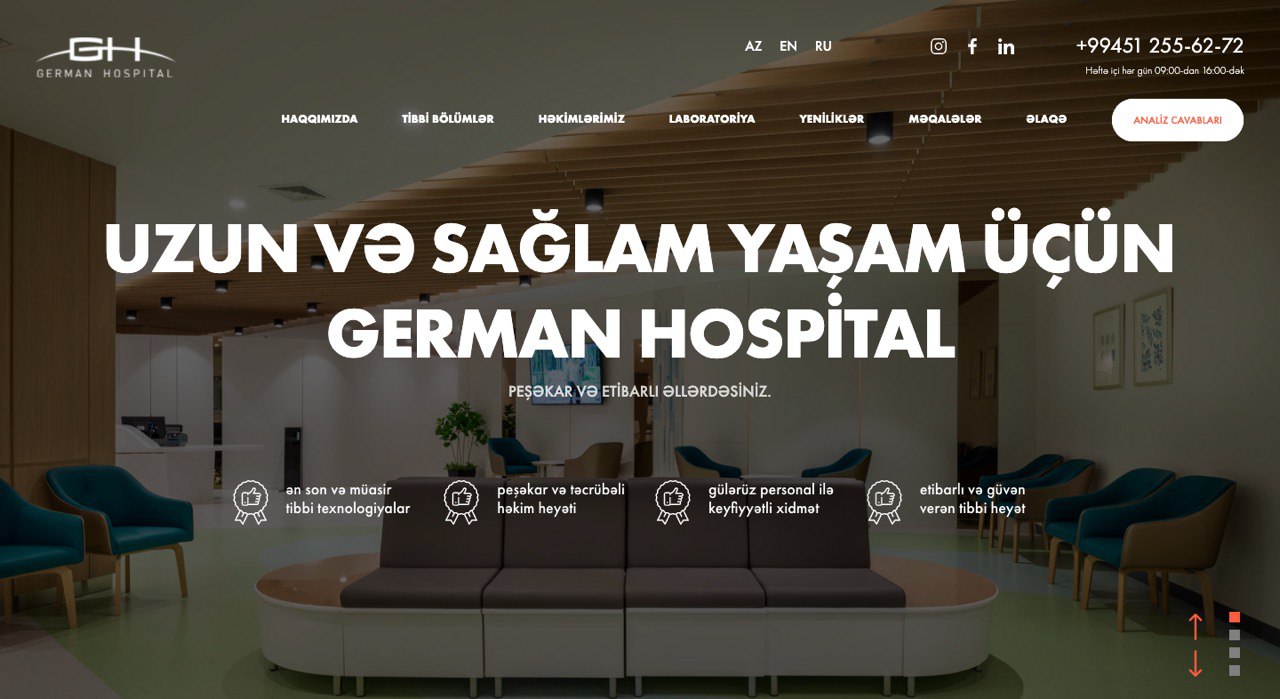 GH
GERMAN HOSPITAL
AZ EN RU
+99451 255-62-72
Həftə içi hər gün 09:00-dan 16:00-dək
HAQQIMIZDA TİBBİ BÖLÜMLƏR HƏKİMLƏRİMİZ LABORATORİYA YENİLİKLƏR MƏQALƏLƏR ƏLAQƏ
ANALİZ CAVABLARI
UZUN VƏ SAĞLAM YAŞAM ÜÇÜN
GERMAN HOSPİTAL
PEŞƏKAR VƏ ETİBARLI ƏLLƏRDƏSİNİZ.
ən son və müasir
tibbi texnologiyalar
peşəkar və təcrübəli
həkim heyəti
gülərüz personal ilə
keyfiyyətli xidmət
etibarlı və güvən
verən tibbi heyət